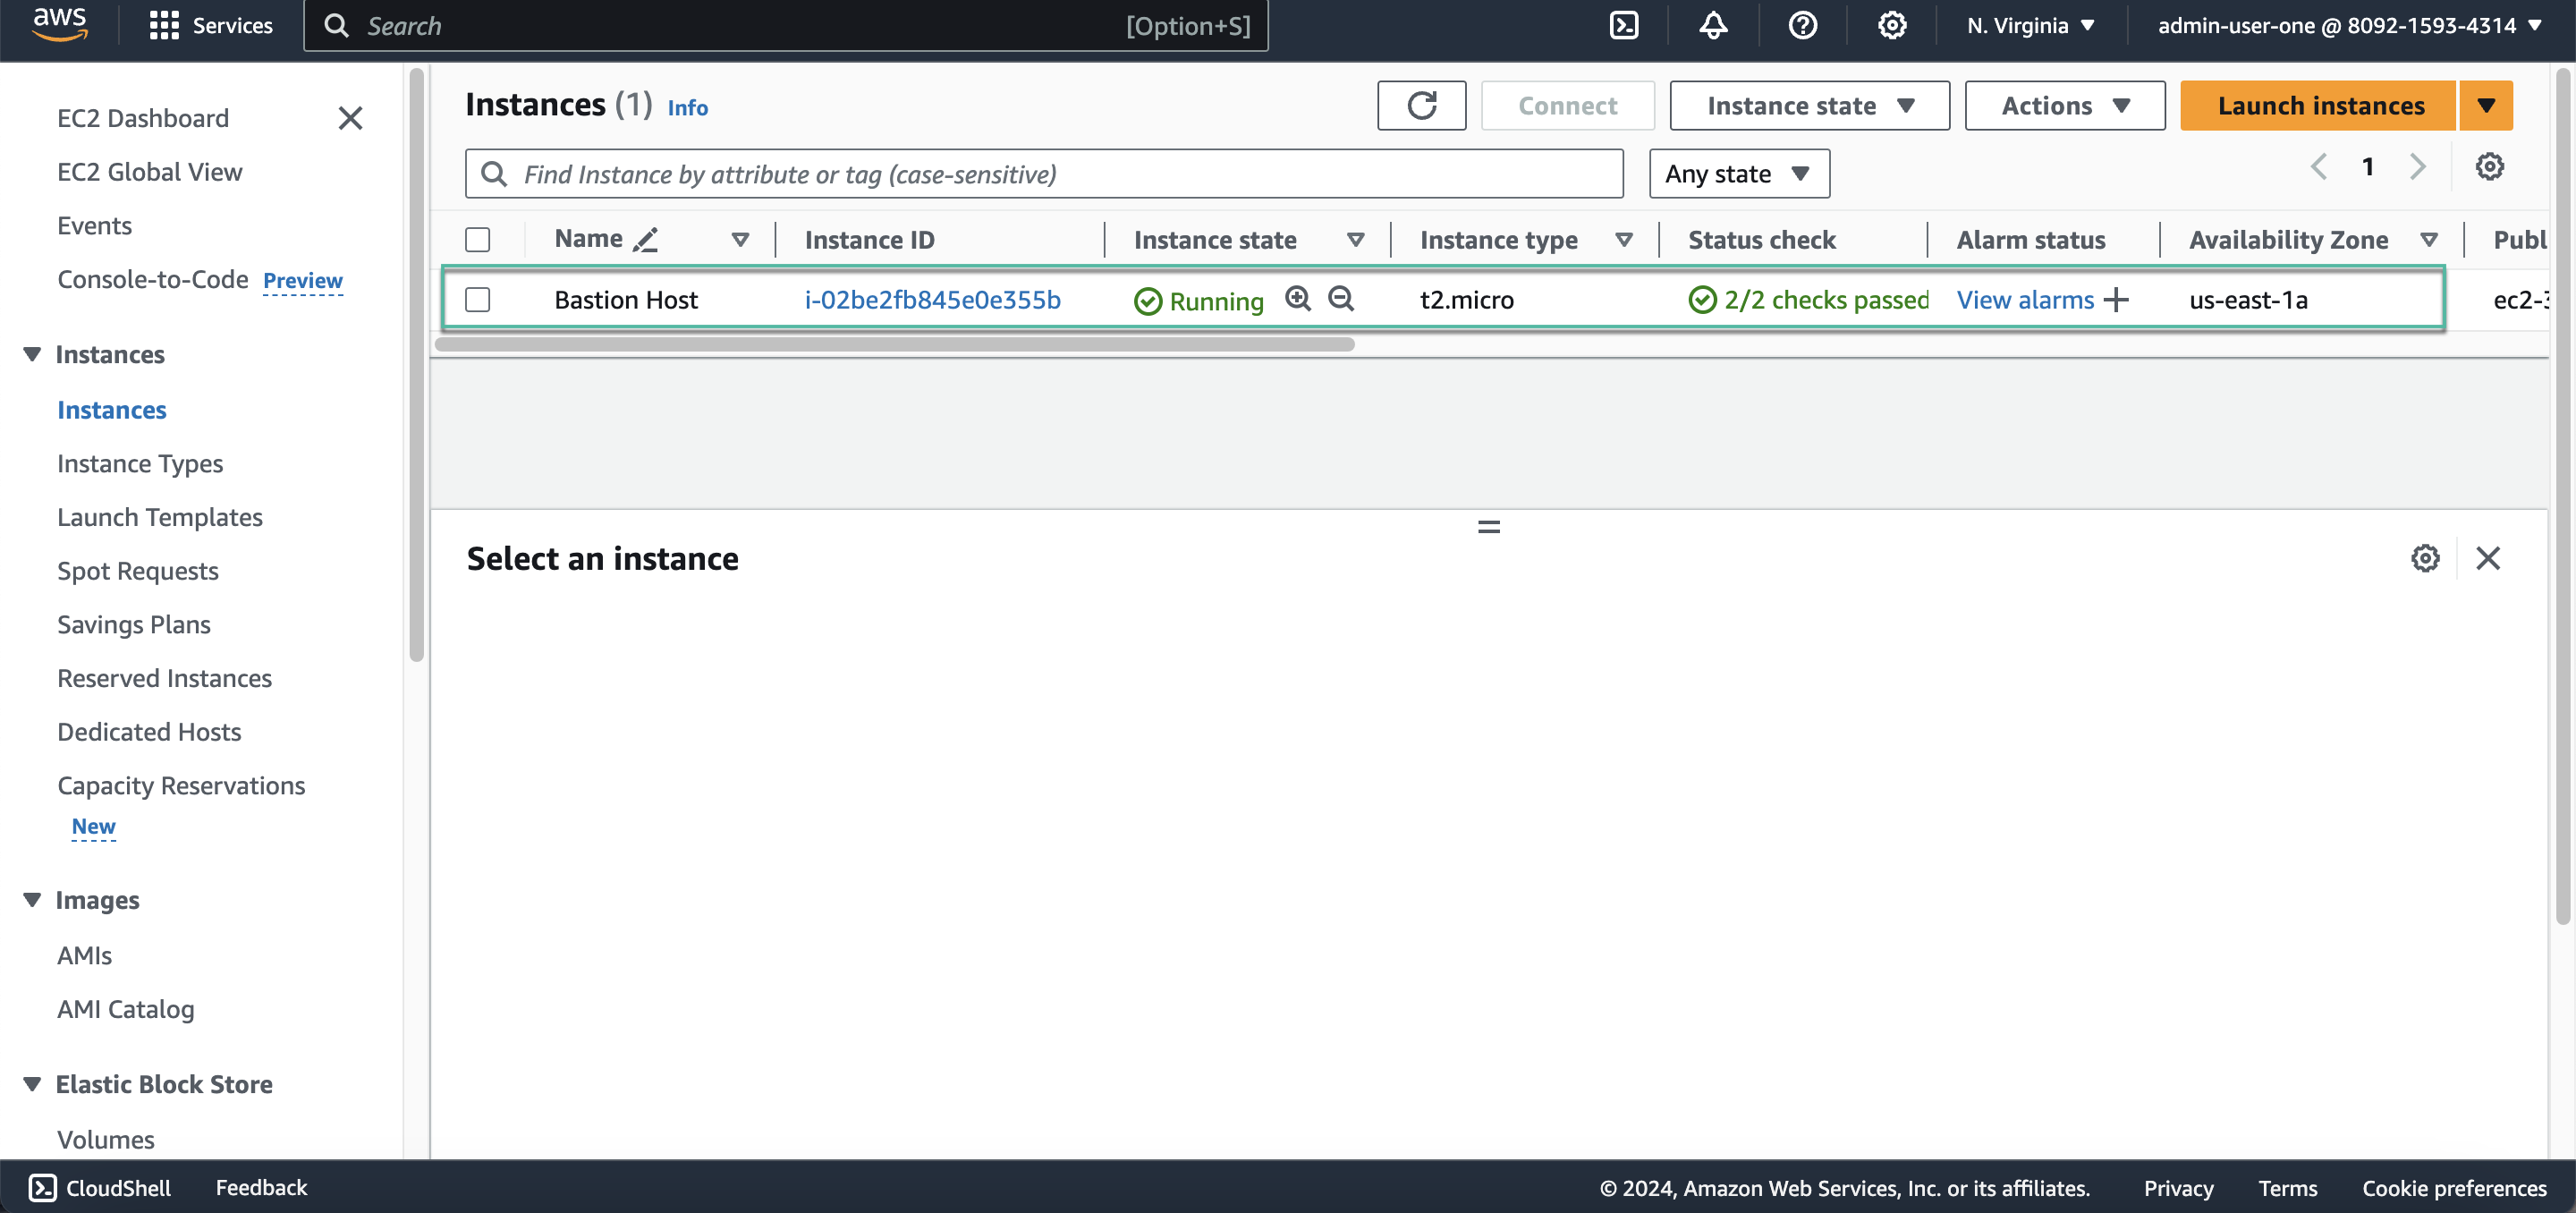 aws
Services
Search [Option+S]
N. Virginia
admin-user-one @ 8092-1593-4314
EC2 Dashboard
EC2 Global View
Events
Console-to-Code Preview
Instances
Instances
Instance Types
Launch Templates
Spot Requests
Savings Plans
Reserved Instances
Dedicated Hosts
Capacity Reservations
New
Images
AMIs
AMI Catalog
Elastic Block Store
Volumes
Instances (1) Info
Connect
Instance state
Actions
Launch instances
Find Instance by attribute or tag (case-sensitive)
Any state
1
Name Instance ID Instance state Instance type Status check Alarm status Availability Zone Publ
Bastion Host i-02be2fb845e0e355b Running t2.micro 2/2 checks passed View alarms + us-east-1a ec2-3
Select an instance
CloudShell Feedback © 2024, Amazon Web Services, Inc. or its affiliates. Privacy Terms Cookie preferences